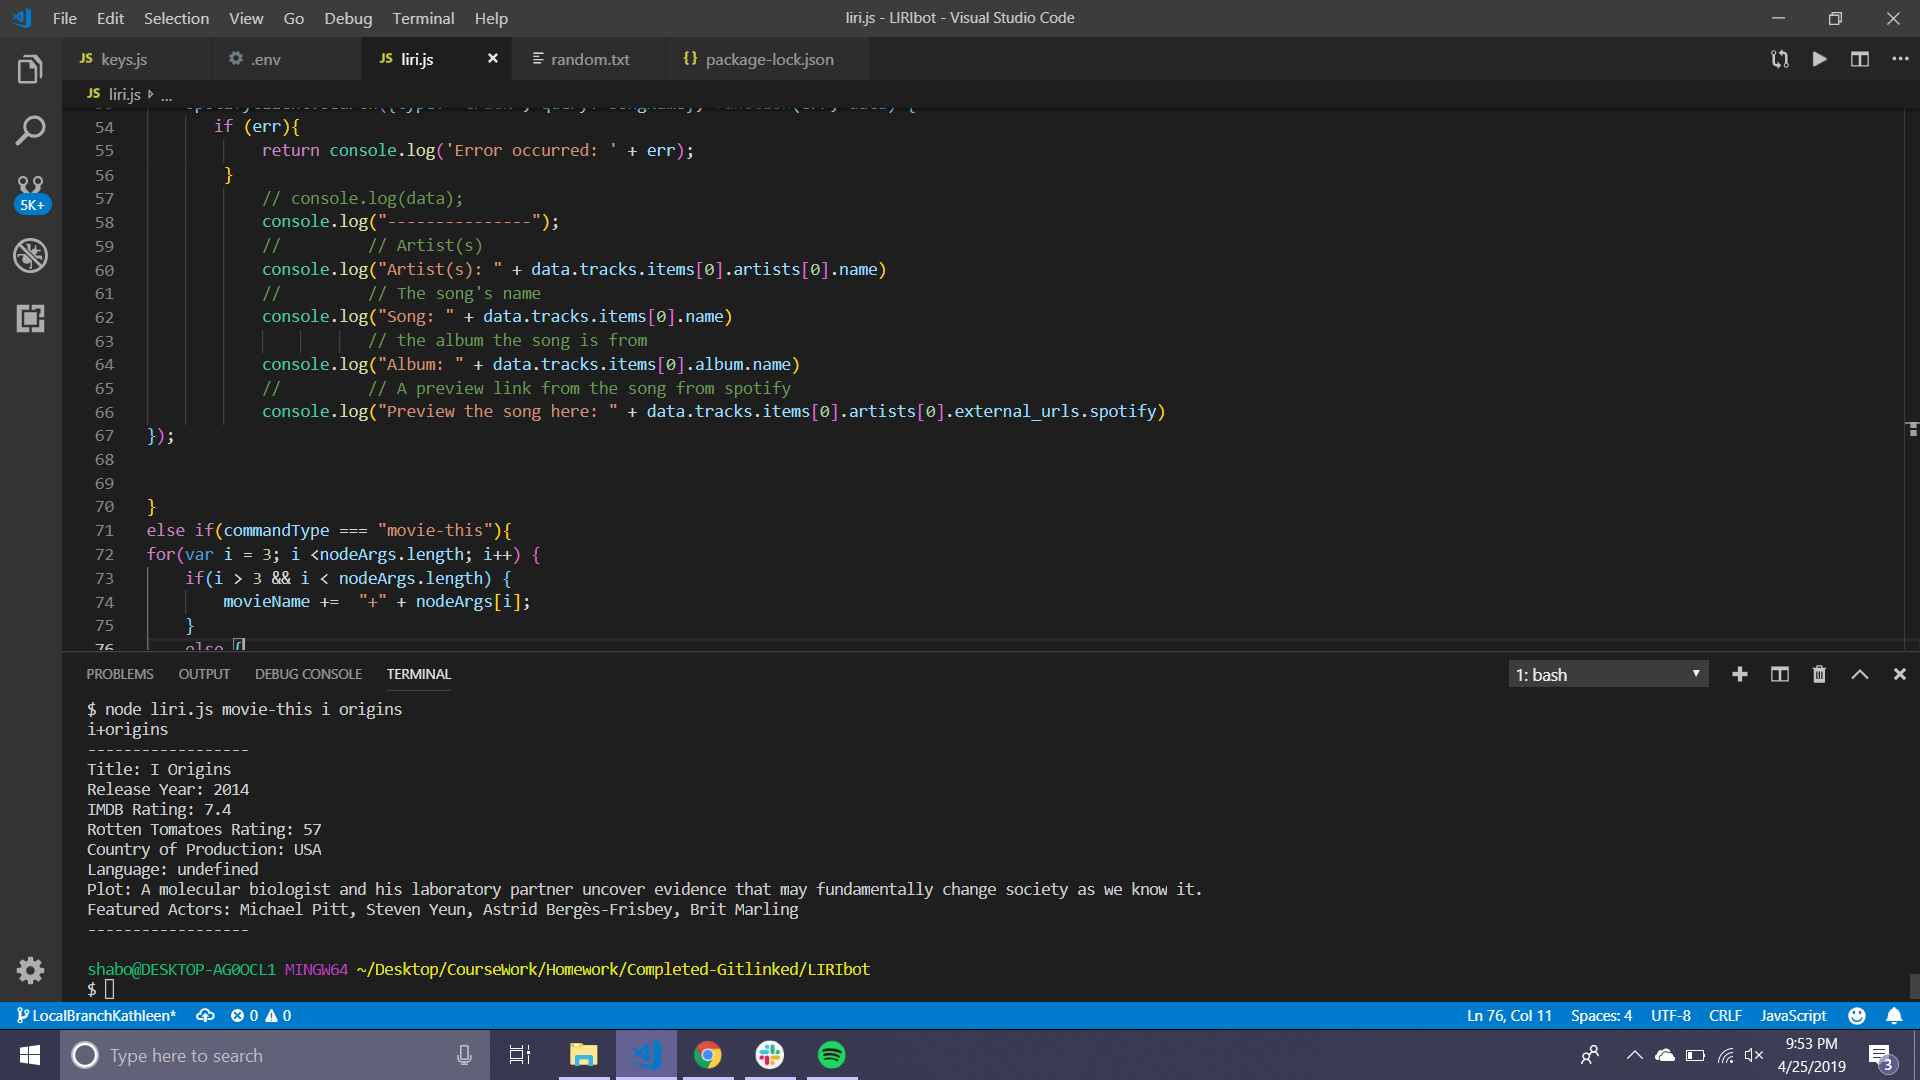 File Edit Selection View Go Debug Terminal Help
liri.js - LIRIbot - Visual Studio Code
JS keys.js
.env
JS liri.js
random.txt
{} package-lock.json
JS liri.js ...
54 if (err){
55 return console.log('Error occurred: ' + err);
56 }
57 // console.log(data);
58 console.log("---------------");
59 // // Artist(s)
60 console.log("Artist(s): " + data.tracks.items[0].artists[0].name)
61 // // The song's name
62 console.log("Song: " + data.tracks.items[0].name)
63 // the album the song is from
64 console.log("Album: " + data.tracks.items[0].album.name)
65 // // A preview link from the song from spotify
66 console.log("Preview the song here: " + data.tracks.items[0].artists[0].external_urls.spotify)
67 });
68
69
70 }
71 else if(commandType === "movie-this"){
72 for(var i = 3; i <nodeArgs.length; i++) {
73 if(i > 3 && i < nodeArgs.length) {
74 movieName += "+" + nodeArgs[i];
75 }
76 else {
5K+
PROBLEMS OUTPUT DEBUG CONSOLE TERMINAL
1: bash
$ node liri.js movie-this i origins
i+origins
------------------
Title: I Origins
Release Year: 2014
IMDB Rating: 7.4
Rotten Tomatoes Rating: 57
Country of Production: USA
Language: undefined
Plot: A molecular biologist and his laboratory partner uncover evidence that may fundamentally change society as we know it.
Featured Actors: Michael Pitt, Steven Yeun, Astrid Bergès-Frisbey, Brit Marling
------------------
shabo@DESKTOP-AG0OCL1 MINGW64 ~/Desktop/CourseWork/Homework/Completed-Gitlinked/LIRIbot
$
LocalBranchKathleen* 0 0
Ln 76, Col 11 Spaces: 4 UTF-8 CRLF JavaScript
Type here to search
9:53 PM
4/25/2019
3